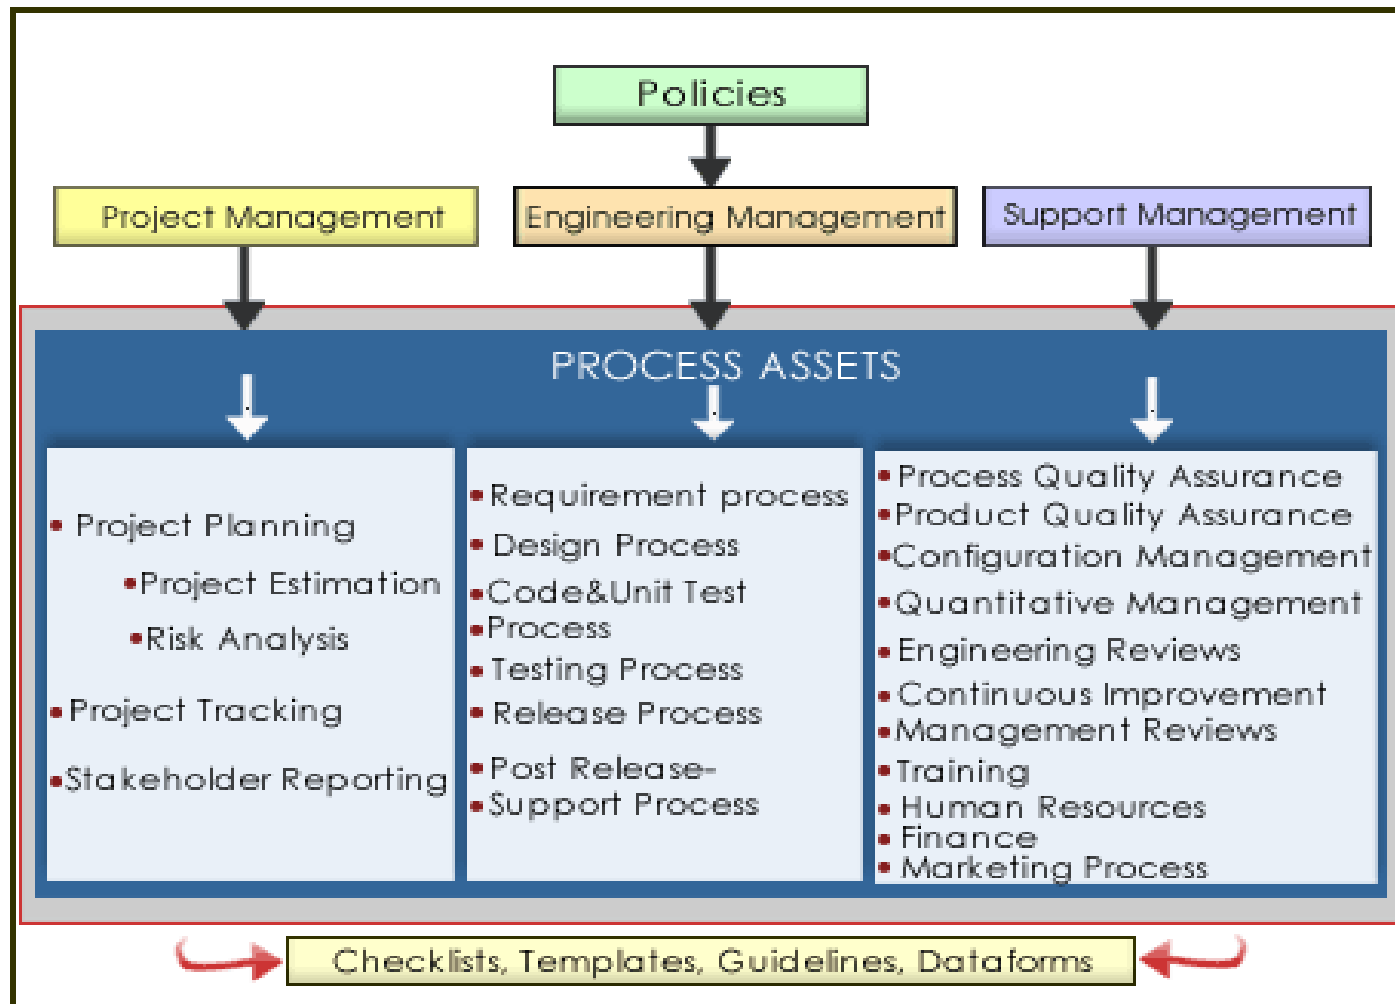 Policies
Project Management
Engineering Management
Support Management
PROCESS ASSETS
• Project Planning
•Project Estimation
•Risk Analysis
•Project Tracking
•Stakeholder Reporting
•Requirement process
•Design Process
•Code&Unit Test
•Process
•Testing Process
•Release Process
•Post Release-
•Support Process
•Process Quality Assurance
•Product Quality Assurance
•Configuration Management
•Quantitative Management
•Engineering Reviews
•Continuous Improvement
•Management Reviews
•Training
•Human Resources
•Finance
•Marketing Process
Checklists, Templates, Guidelines, Dataforms